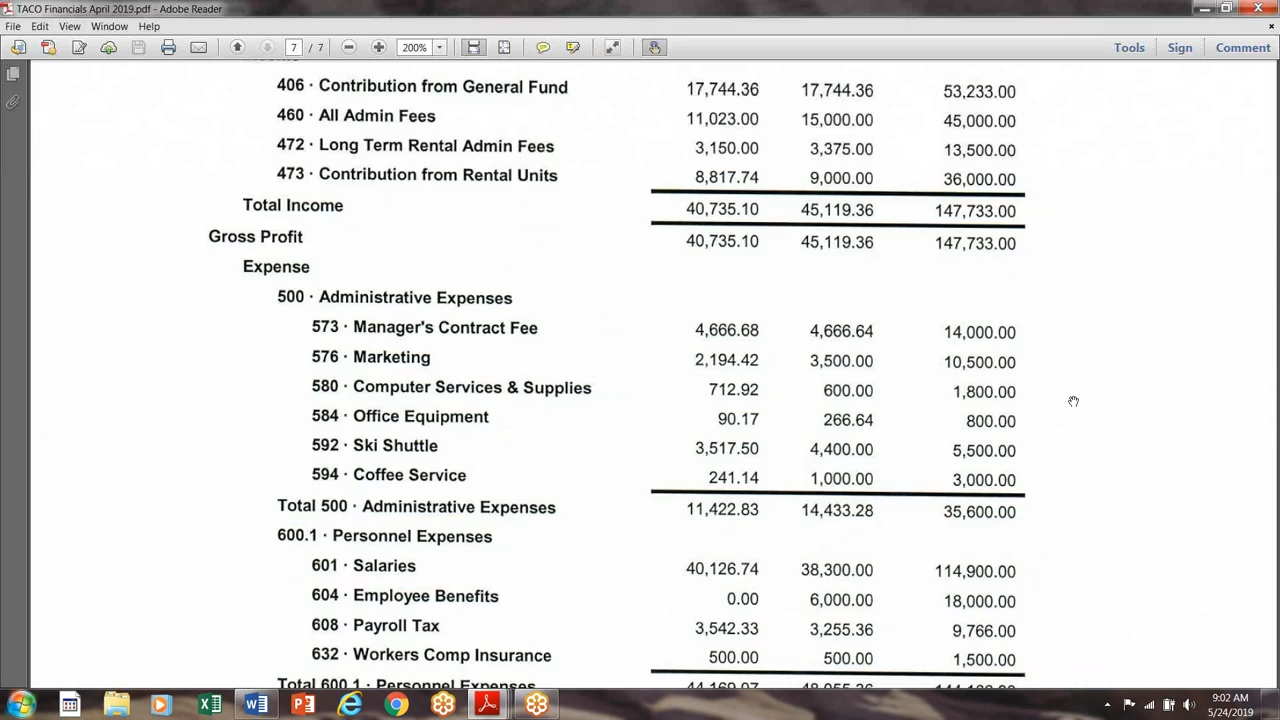 TACO Financials April 2019.pdf - Adobe Reader
File Edit View Window Help
7 / 7 200% Tools Sign Comment
406 · Contribution from General Fund 17,744.36 17,744.36 53,233.00
460 · All Admin Fees 11,023.00 15,000.00 45,000.00
472 · Long Term Rental Admin Fees 3,150.00 3,375.00 13,500.00
473 · Contribution from Rental Units 8,817.74 9,000.00 36,000.00
Total Income 40,735.10 45,119.36 147,733.00
Gross Profit 40,735.10 45,119.36 147,733.00
Expense
500 · Administrative Expenses
573 · Manager's Contract Fee 4,666.68 4,666.64 14,000.00
576 · Marketing 2,194.42 3,500.00 10,500.00
580 · Computer Services & Supplies 712.92 600.00 1,800.00
584 · Office Equipment 90.17 266.64 800.00
592 · Ski Shuttle 3,517.50 4,400.00 5,500.00
594 · Coffee Service 241.14 1,000.00 3,000.00
Total 500 · Administrative Expenses 11,422.83 14,433.28 35,600.00
600.1 · Personnel Expenses
601 · Salaries 40,126.74 38,300.00 114,900.00
604 · Employee Benefits 0.00 6,000.00 18,000.00
608 · Payroll Tax 3,542.33 3,255.36 9,766.00
632 · Workers Comp Insurance 500.00 500.00 1,500.00
Total 600.1 · Personnel Expenses
9:02 AM
5/24/2019